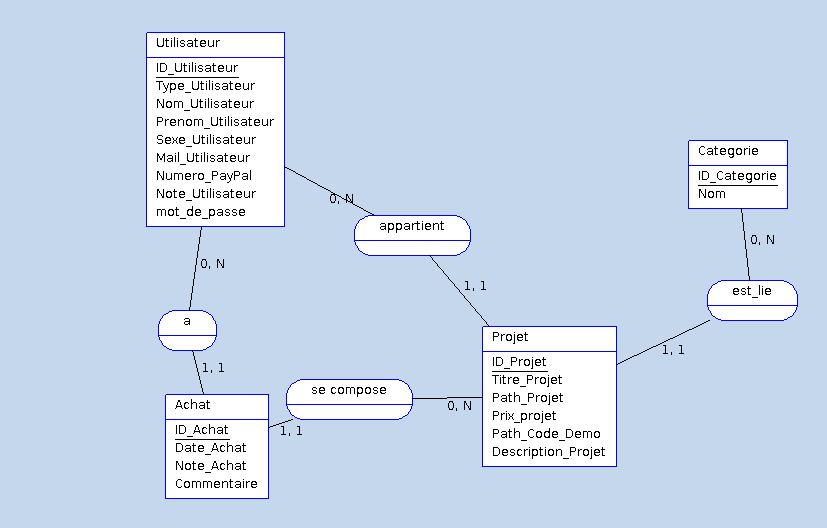 Utilisateur
ID_Utilisateur
Type_Utilisateur
Nom_Utilisateur
Prenom_Utilisateur
Sexe_Utilisateur
Mail_Utilisateur
Numero_PayPal
Note_Utilisateur
mot_de_passe
Categorie
ID_Categorie
Nom
0, N
appartient
0, N
0, N
1, 1
est_lie
a
1, 1
1, 1
Projet
ID_Projet
Titre_Projet
Path_Projet
Prix_projet
Path_Code_Demo
Description_Projet
se compose
0, N
1, 1
Achat
ID_Achat
Date_Achat
Note_Achat
Commentaire